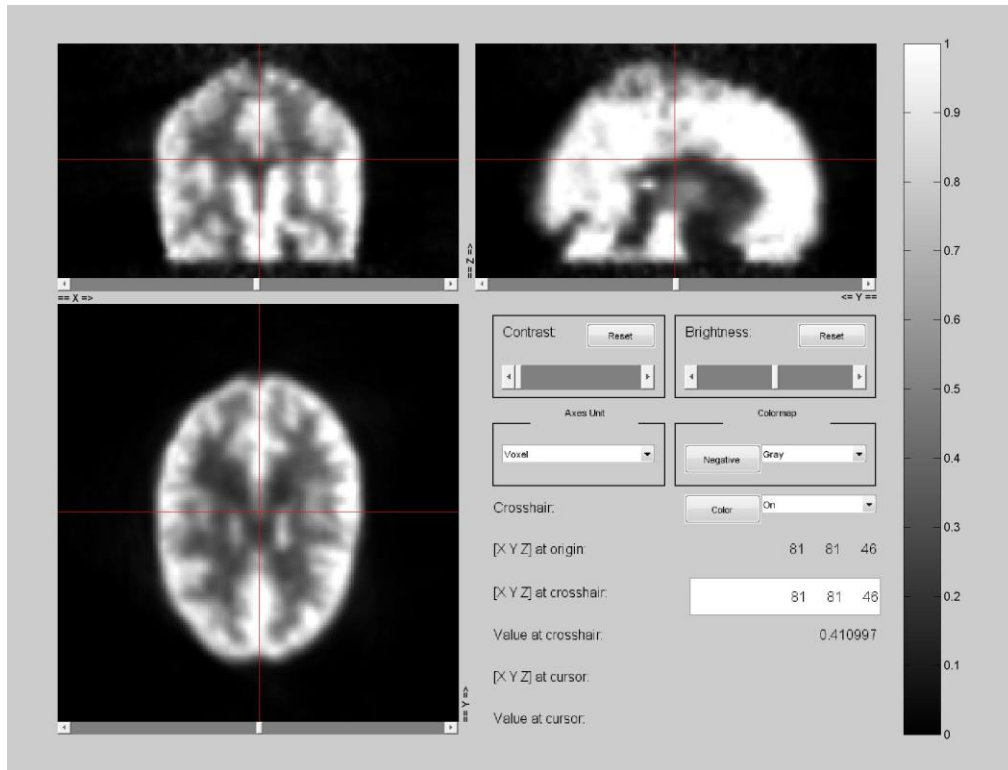 == Z =>
== X =>
<= Y ==
== Y =>
Contrast:
Reset
Brightness:
Reset
Axes Unit
Voxel
Colormap
Negative
Gray
Crosshair:
Color
On
[X Y Z] at origin:
81 81 46
[X Y Z] at crosshair:
81 81 46
Value at crosshair:
0.410997
[X Y Z] at cursor:
Value at cursor:
1
0.9
0.8
0.7
0.6
0.5
0.4
0.3
0.2
0.1
0